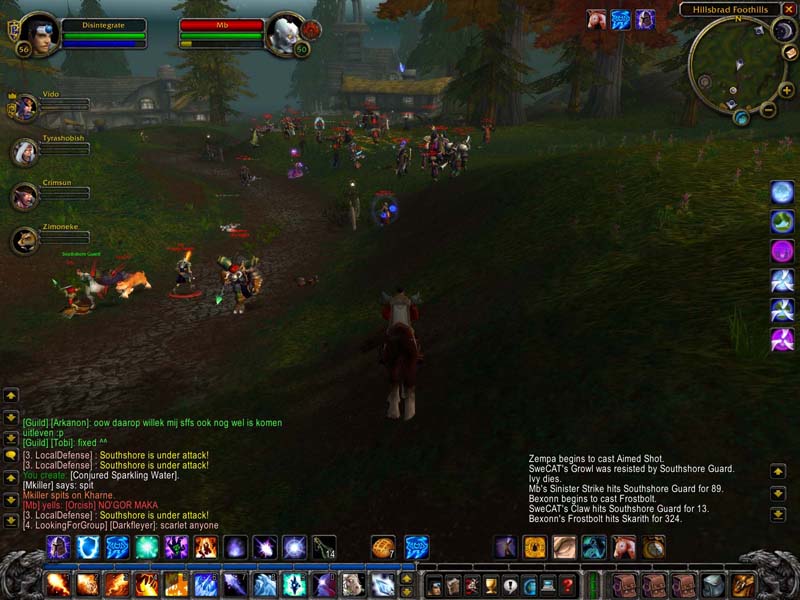 Disintegrate
56
Mb
50
Hillsbrad Foothills
N
Vido
Tyrashobish
Crimsun
Zimoneke
Southshore Guard
[Guild] [Arkanon]: oow daarop willek mij sffs ook nog wel is komen
uitleven :p
[Guild] [Tobi]: fixed ^^
[3. LocalDefense] : Southshore is under attack!
[3. LocalDefense] : Southshore is under attack!
You create: [Conjured Sparkling Water].
[Mkiller] says: spit
Mkiller spits on Kharne.
[Mb] yells: [Orcish] NO'GOR MAKA
[3. LocalDefense] : Southshore is under attack!
[4. LookingForGroup] [Darkfleyer]: scarlet anyone
Zempa begins to cast Aimed Shot.
SweCAT's Growl was resisted by Southshore Guard.
Ivy dies.
Mb's Sinister Strike hits Southshore Guard for 89.
Bexonn begins to cast Frostbolt.
SweCAT's Claw hits Southshore Guard for 13.
Bexonn's Frostbolt hits Skarith for 324.
14
7